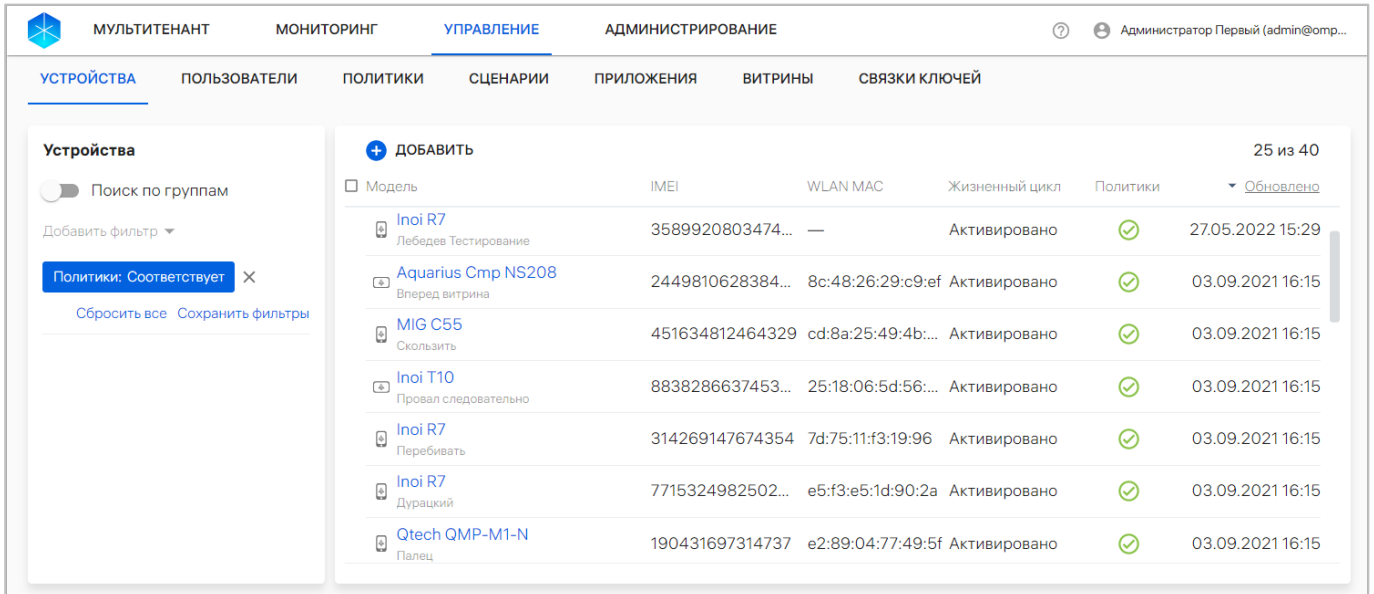 МУЛЬТИТЕНАНТ МОНИТОРИНГ УПРАВЛЕНИЕ АДМИНИСТРИРОВАНИЕ Администратор Первый (admin@omp...
УСТРОЙСТВА ПОЛЬЗОВАТЕЛИ ПОЛИТИКИ СЦЕНАРИИ ПРИЛОЖЕНИЯ ВИТРИНЫ СВЯЗКИ КЛЮЧЕЙ
Устройства
Поиск по группам
Добавить фильтр
Политики: Соответствует
Сбросить все Сохранить фильтры
ДОБАВИТЬ 25 из 40
Модель IMEI WLAN MAC Жизненный цикл Политики Обновлено
Inoi R7 3589920803474... — Активировано 27.05.2022 15:29
Лебедев Тестирование
Aquarius Cmp NS208 2449810628384... 8c:48:26:29:c9:ef Активировано 03.09.2021 16:15
Вперед витрина
MIG C55 451634812464329 cd:8a:25:49:4b:... Активировано 03.09.2021 16:15
Скользить
Inoi T10 8838286637453... 25:18:06:5d:56:... Активировано 03.09.2021 16:15
Провал следовательно
Inoi R7 314269147674354 7d:75:11:f3:19:96 Активировано 03.09.2021 16:15
Перебивать
Inoi R7 7715324982502... e5:f3:e5:1d:90:2a Активировано 03.09.2021 16:15
Дурацкий
Qtech QMP-M1-N 190431697314737 e2:89:04:77:49:5f Активировано 03.09.2021 16:15
Палец